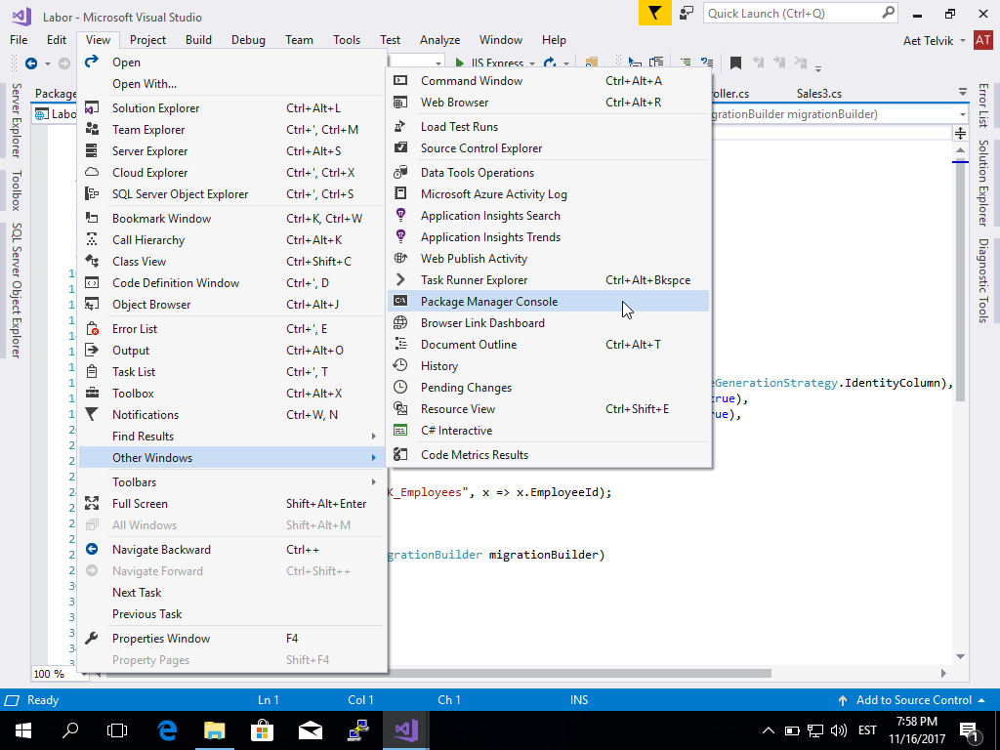 Labor - Microsoft Visual Studio
Quick Launch (Ctrl+Q)
File Edit View Project Build Debug Team Tools Test Analyze Window Help
Aet Telvik AT
IIS Express
Open
Open With...
Solution Explorer Ctrl+Alt+L
Team Explorer Ctrl+', Ctrl+M
Server Explorer Ctrl+Alt+S
Cloud Explorer Ctrl+', Ctrl+X
SQL Server Object Explorer Ctrl+', Ctrl+S
Bookmark Window Ctrl+K, Ctrl+W
Call Hierarchy Ctrl+Alt+K
Class View Ctrl+Shift+C
Code Definition Window Ctrl+', D
Object Browser Ctrl+Alt+J
Error List Ctrl+', E
Output Ctrl+Alt+O
Task List Ctrl+', T
Toolbox Ctrl+Alt+X
Notifications Ctrl+W, N
Find Results
Other Windows
Toolbars
Full Screen Shift+Alt+Enter
All Windows Shift+Alt+M
Navigate Backward Ctrl++
Navigate Forward Ctrl+Shift++
Next Task
Previous Task
Properties Window F4
Property Pages Shift+F4
Command Window Ctrl+Alt+A
Web Browser Ctrl+Alt+R
Load Test Runs
Source Control Explorer
Data Tools Operations
Microsoft Azure Activity Log
Application Insights Search
Application Insights Trends
Web Publish Activity
Task Runner Explorer Ctrl+Alt+Bkspce
Package Manager Console
Browser Link Dashboard
Document Outline Ctrl+Alt+T
History
Pending Changes
Resource View Ctrl+Shift+E
C# Interactive
Code Metrics Results
Server Explorer
Toolbox
SQL Server Object Explorer
Package
Labo
oller.cs Sales3.cs
grationBuilder migrationBuilder)
eGenerationStrategy.IdentityColumn),
true),
rue),
K_Employees", x => x.EmployeeId);
grationBuilder migrationBuilder)
Error List
Solution Explorer
Diagnostic Tools
100 %
Ready Ln 1 Col 1 Ch 1 INS Add to Source Control
EST
7:58 PM
11/16/2017
1